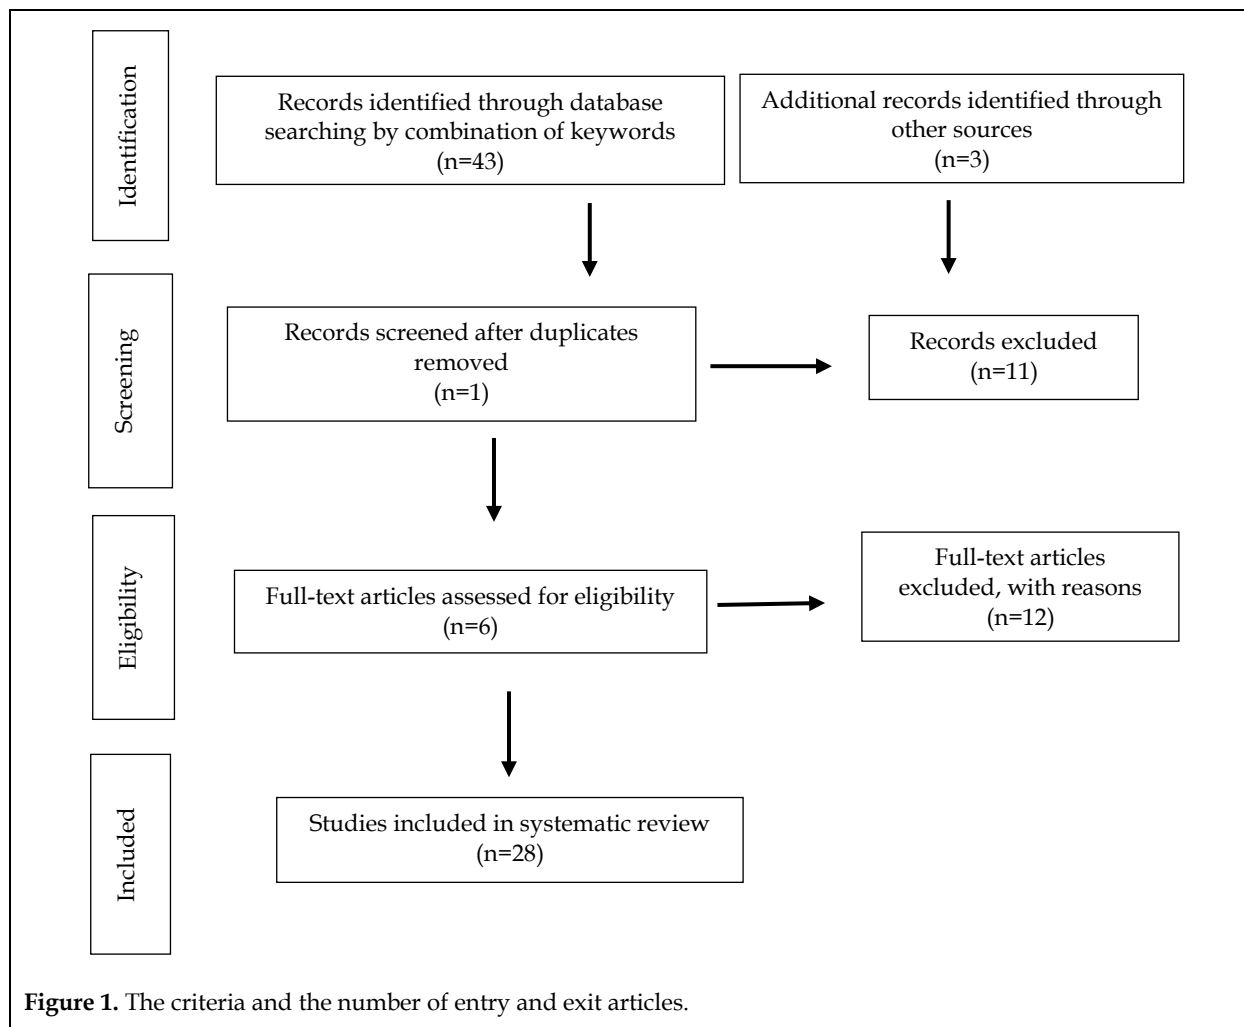 Identification
Records identified through database
searching by combination of keywords
(n=43)
Additional records identified through
other sources
(n=3)
Screening
Records screened after duplicates
removed
(n=1)
Records excluded
(n=11)
Eligibility
Full-text articles assessed for eligibility
(n=6)
Full-text articles
excluded, with reasons
(n=12)
Included
Studies included in systematic review
(n=28)
Figure 1. The criteria and the number of entry and exit articles.